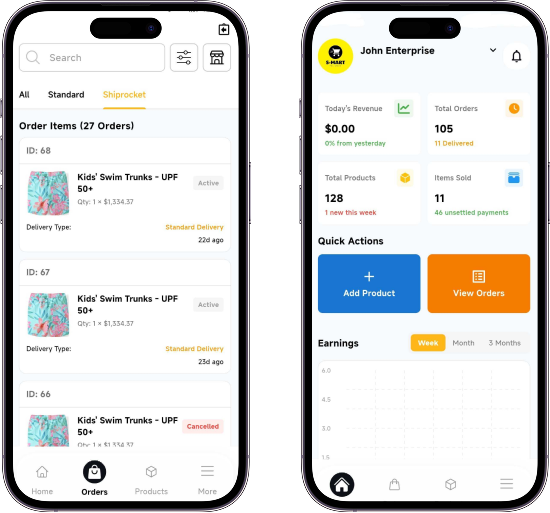 Search
All
Standard
Shiprocket
Order Items (27 Orders)
ID: 68
Kids' Swim Trunks - UPF
50+
Active
Qty: 1 × $1,334.37
Delivery Type:
Standard Delivery
22d ago
ID: 67
Kids' Swim Trunks - UPF
50+
Active
Qty: 1 × $1,334.37
Delivery Type:
Standard Delivery
23d ago
ID: 66
Kids' Swim Trunks - UPF
50+
Cancelled
Qty: 1 × $1,334.37
Home
Orders
Products
More
E-MART
John Enterprise
Today's Revenue
$0.00
0% from yesterday
Total Orders
105
11 Delivered
Total Products
128
1 new this week
Items Sold
11
46 unsettled payments
Quick Actions
Add Product
View Orders
Earnings
Week
Month
3 Months
6.0
4.5
3.0
1.5